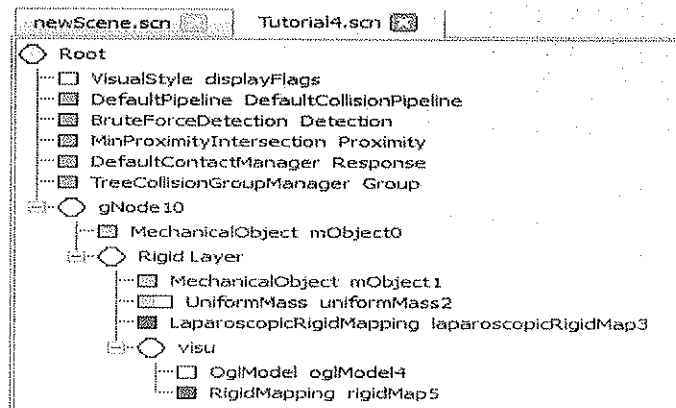 newScene.scn Tutorial4.scn
Root
VisualStyle displayFlags
DefaultPipeline DefaultCollisionPipeline
BruteForceDetection Detection
MinProximityIntersection Proximity
DefaultContactManager Response
TreeCollisionGroupManager Group
gNode10
MechanicalObject mObject0
Rigid Layer
MechanicalObject mObject1
UniformMass uniformMass2
LaparoscopicRigidMapping laparoscopicRigidMap3
visu
OglModel oglModel4
RigidMapping rigidMap5